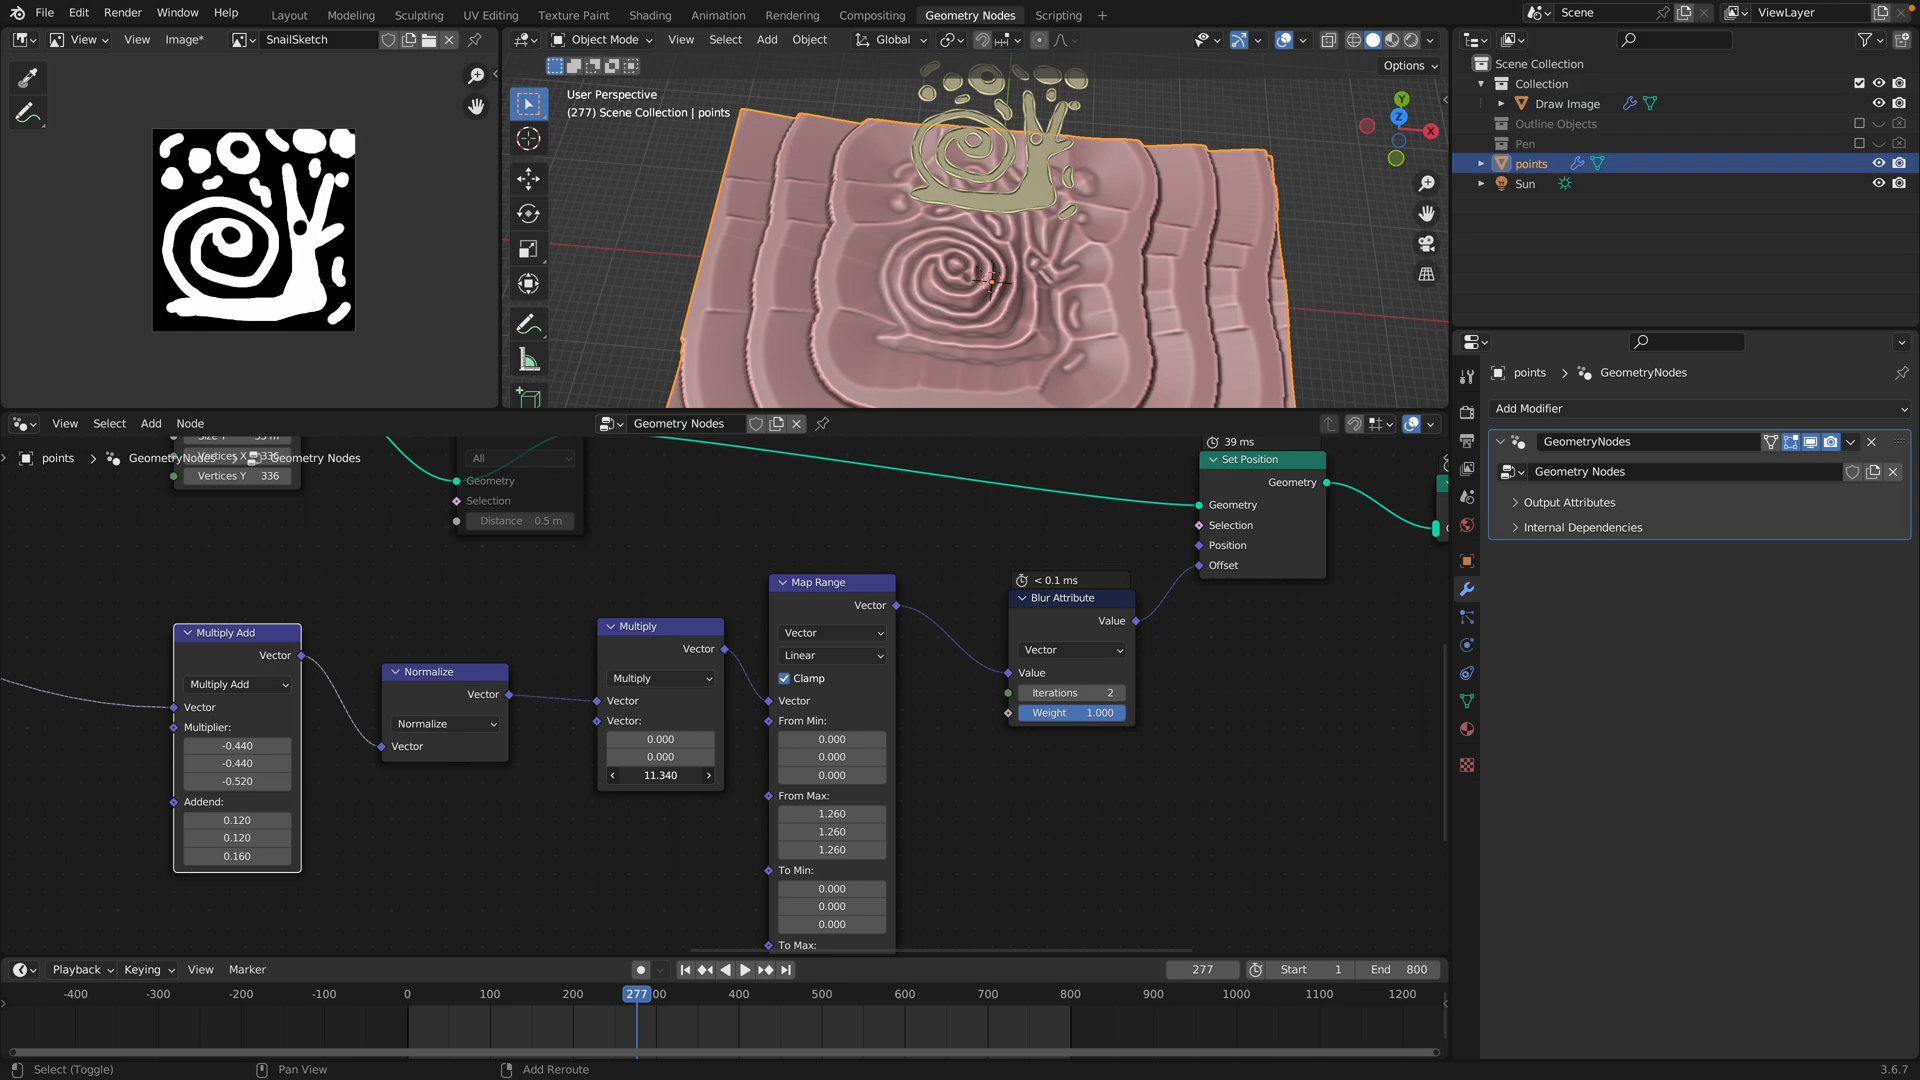 File Edit Render Window Help
Layout Modeling Sculpting UV Editing Texture Paint Shading Animation Rendering Compositing Geometry Nodes Scripting
Scene
ViewLayer
View View Image*
SnailSketch
Object Mode View Select Add Object
Global
Options
User Perspective
(277) Scene Collection | points
Y
Z
X
Scene Collection
Collection
Draw Image
Outline Objects
Pen
points
Sun
points > GeometryNodes
Add Modifier
GeometryNodes
Geometry Nodes
Output Attributes
Internal Dependencies
View Select Add Node
Geometry Nodes
points > GeometryNodes > Geometry Nodes
Vertices X 336
Vertices Y 336
All
Geometry
Selection
Distance 0.5 m
39 ms
Set Position
Geometry
Geometry
Selection
Position
Offset
Multiply Add
Vector
Multiply Add
Vector
Multiplier:
-0.440
-0.440
-0.520
Addend:
0.120
0.120
0.160
Normalize
Vector
Normalize
Vector
Multiply
Vector
Multiply
Vector
Vector:
0.000
0.000
11.340
Map Range
Vector
Vector
Linear
Clamp
Vector
From Min:
0.000
0.000
0.000
From Max:
1.260
1.260
1.260
To Min:
0.000
0.000
0.000
To Max:
< 0.1 ms
Blur Attribute
Value
Vector
Value
Iterations 2
Weight 1.000
Playback Keying View Marker
277 Start 1 End 800
-400 -300 -200 -100 0 100 200 277 400 500 600 700 800 900 1000 1100 1200
Select (Toggle) Pan View Add Reroute
3.6.7